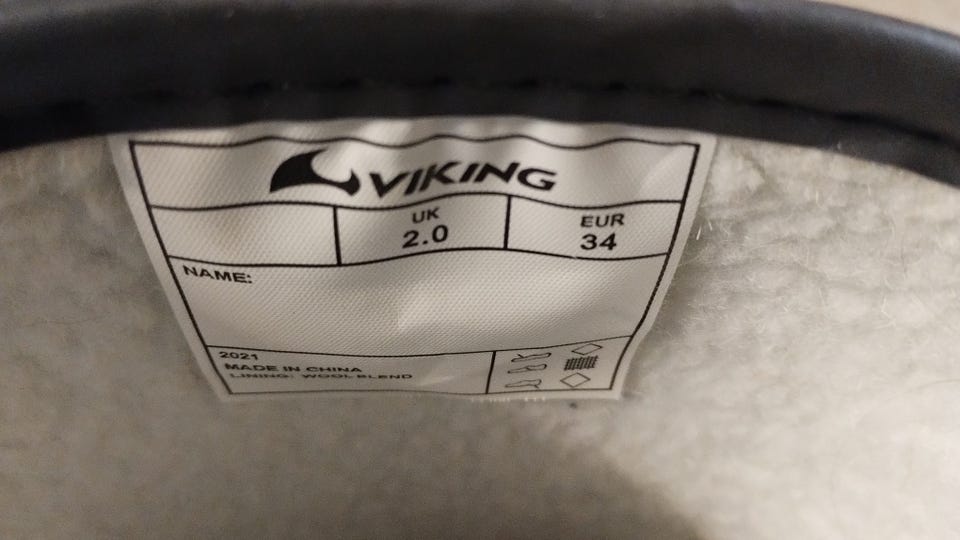 VIKING
UK
2.0
EUR
34
NAME:
2021
MADE IN CHINA
LINING: WOOL BLEND